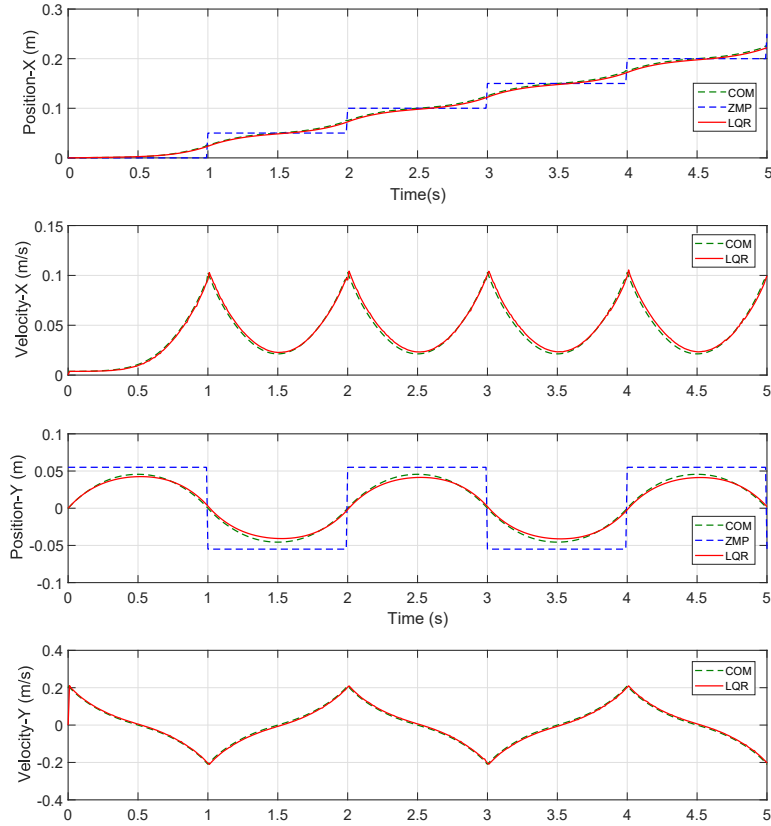 0.3
0.2
0.1
0
Position-X (m)
COM
ZMP
LQR
0 0.5 1 1.5 2 2.5 3 3.5 4 4.5 5
Time(s)
0.15
0.1
0.05
0
Velocity-X (m/s)
COM
LQR
0 0.5 1 1.5 2 2.5 3 3.5 4 4.5 5
0.1
0.05
0
-0.05
-0.1
Position-Y (m)
COM
ZMP
LQR
0 0.5 1 1.5 2 2.5 3 3.5 4 4.5 5
Time (s)
0.4
0.2
0
-0.2
-0.4
Velocity-Y (m/s)
COM
LQR
0 0.5 1 1.5 2 2.5 3 3.5 4 4.5 5